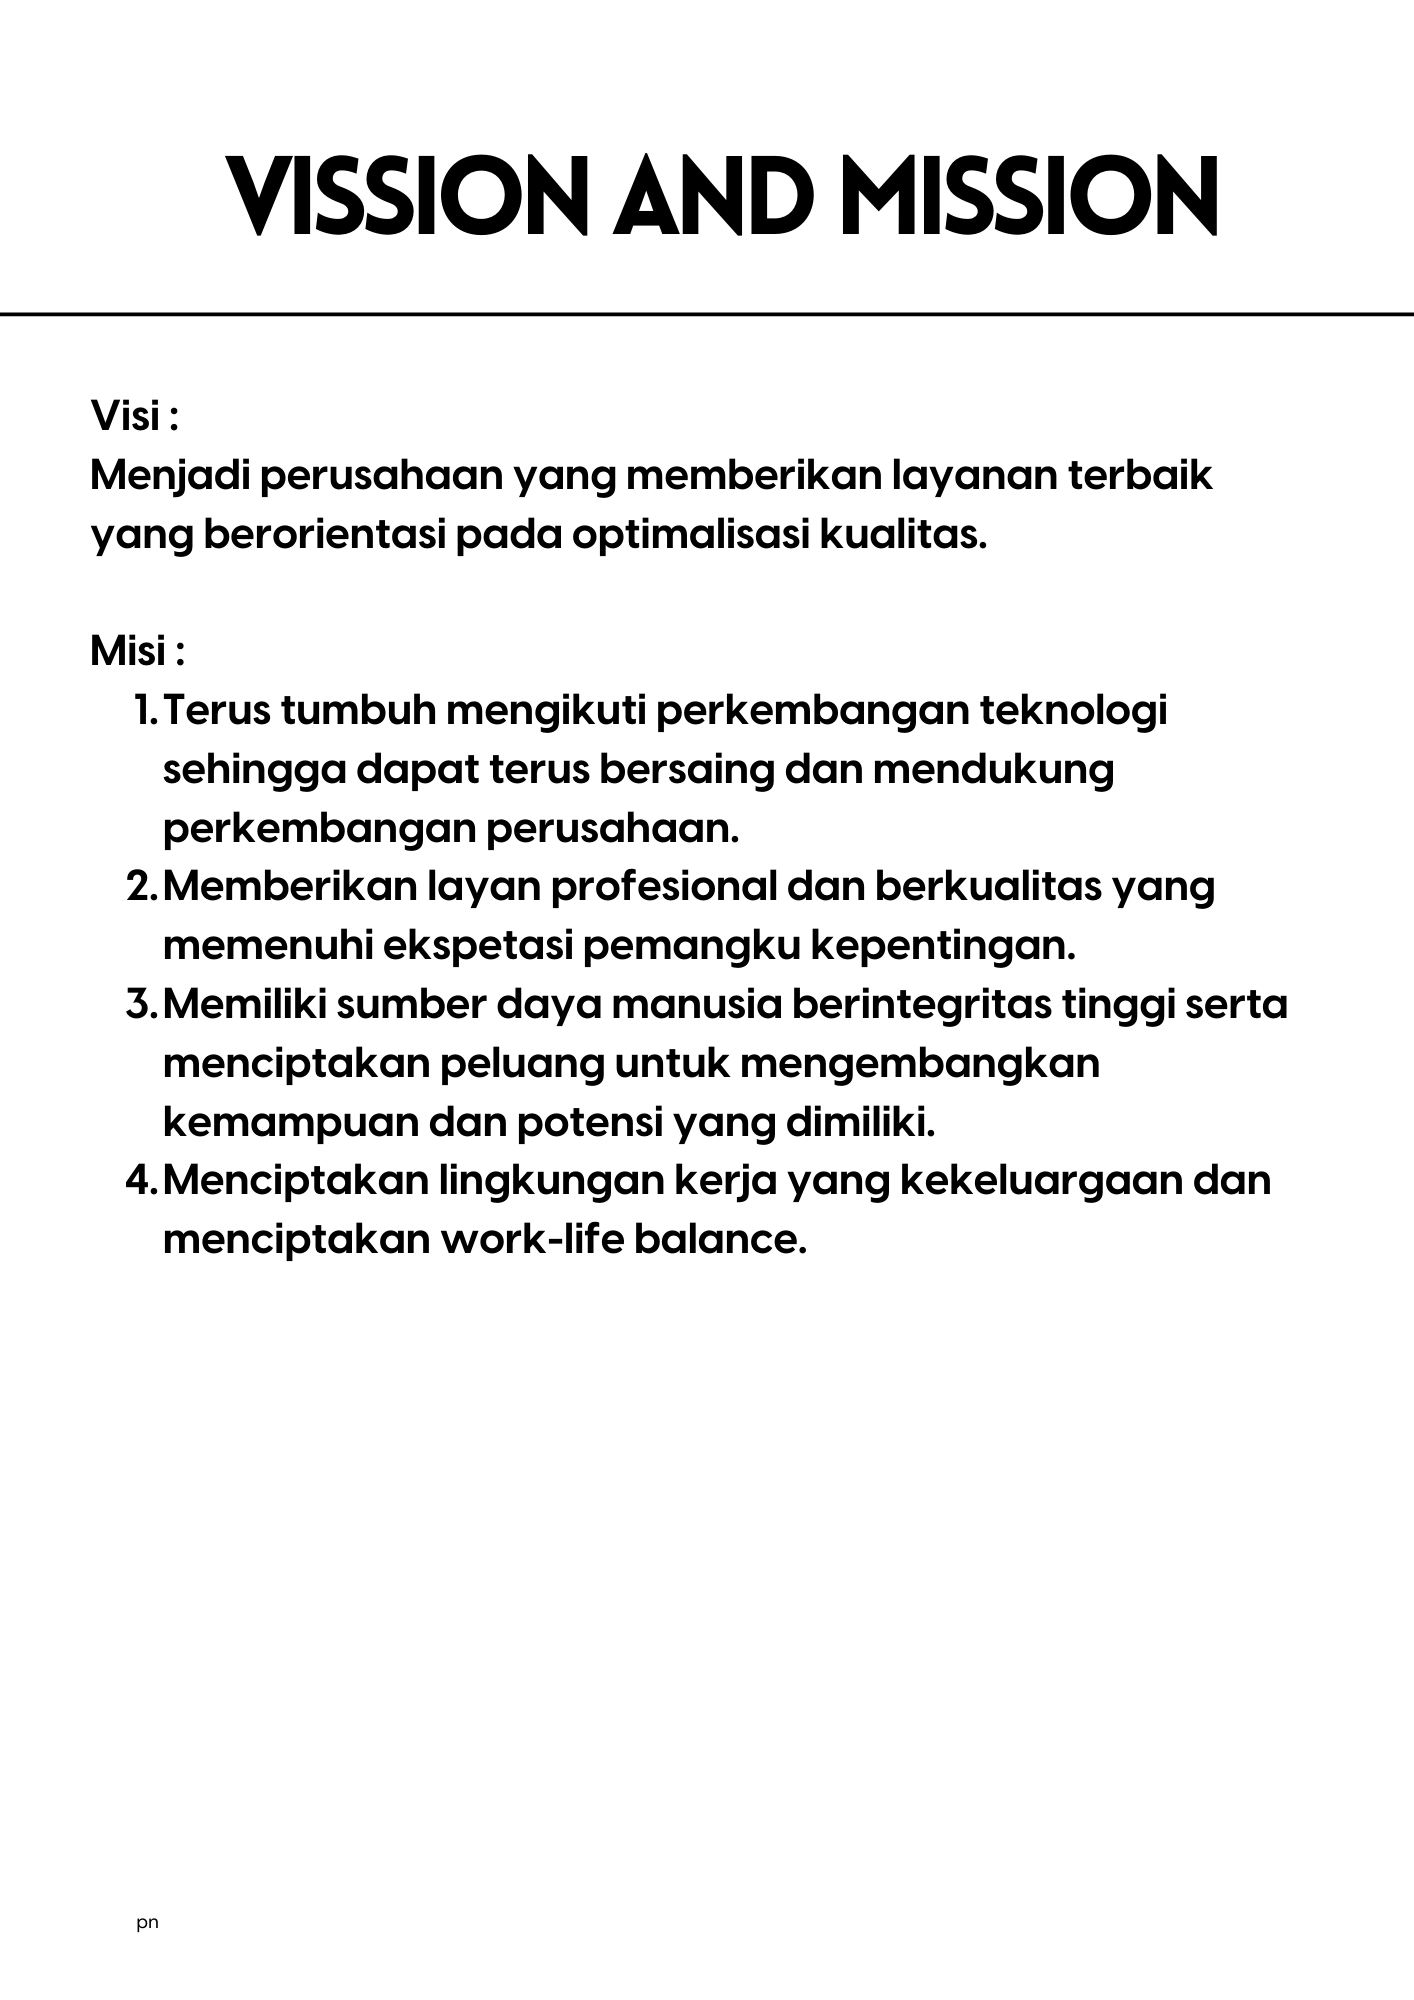 VISSION AND MISSION
Visi :
Menjadi perusahaan yang memberikan layanan terbaik
yang berorientasi pada optimalisasi kualitas.
Misi :
1. Terus tumbuh mengikuti perkembangan teknologi
sehingga dapat terus bersaing dan mendukung
perkembangan perusahaan.
2. Memberikan layan profesional dan berkualitas yang
memenuhi ekspetasi pemangku kepentingan.
3. Memiliki sumber daya manusia berintegritas tinggi serta
menciptakan peluang untuk mengembangkan
kemampuan dan potensi yang dimiliki.
4. Menciptakan lingkungan kerja yang kekeluargaan dan
menciptakan work-life balance.
pn